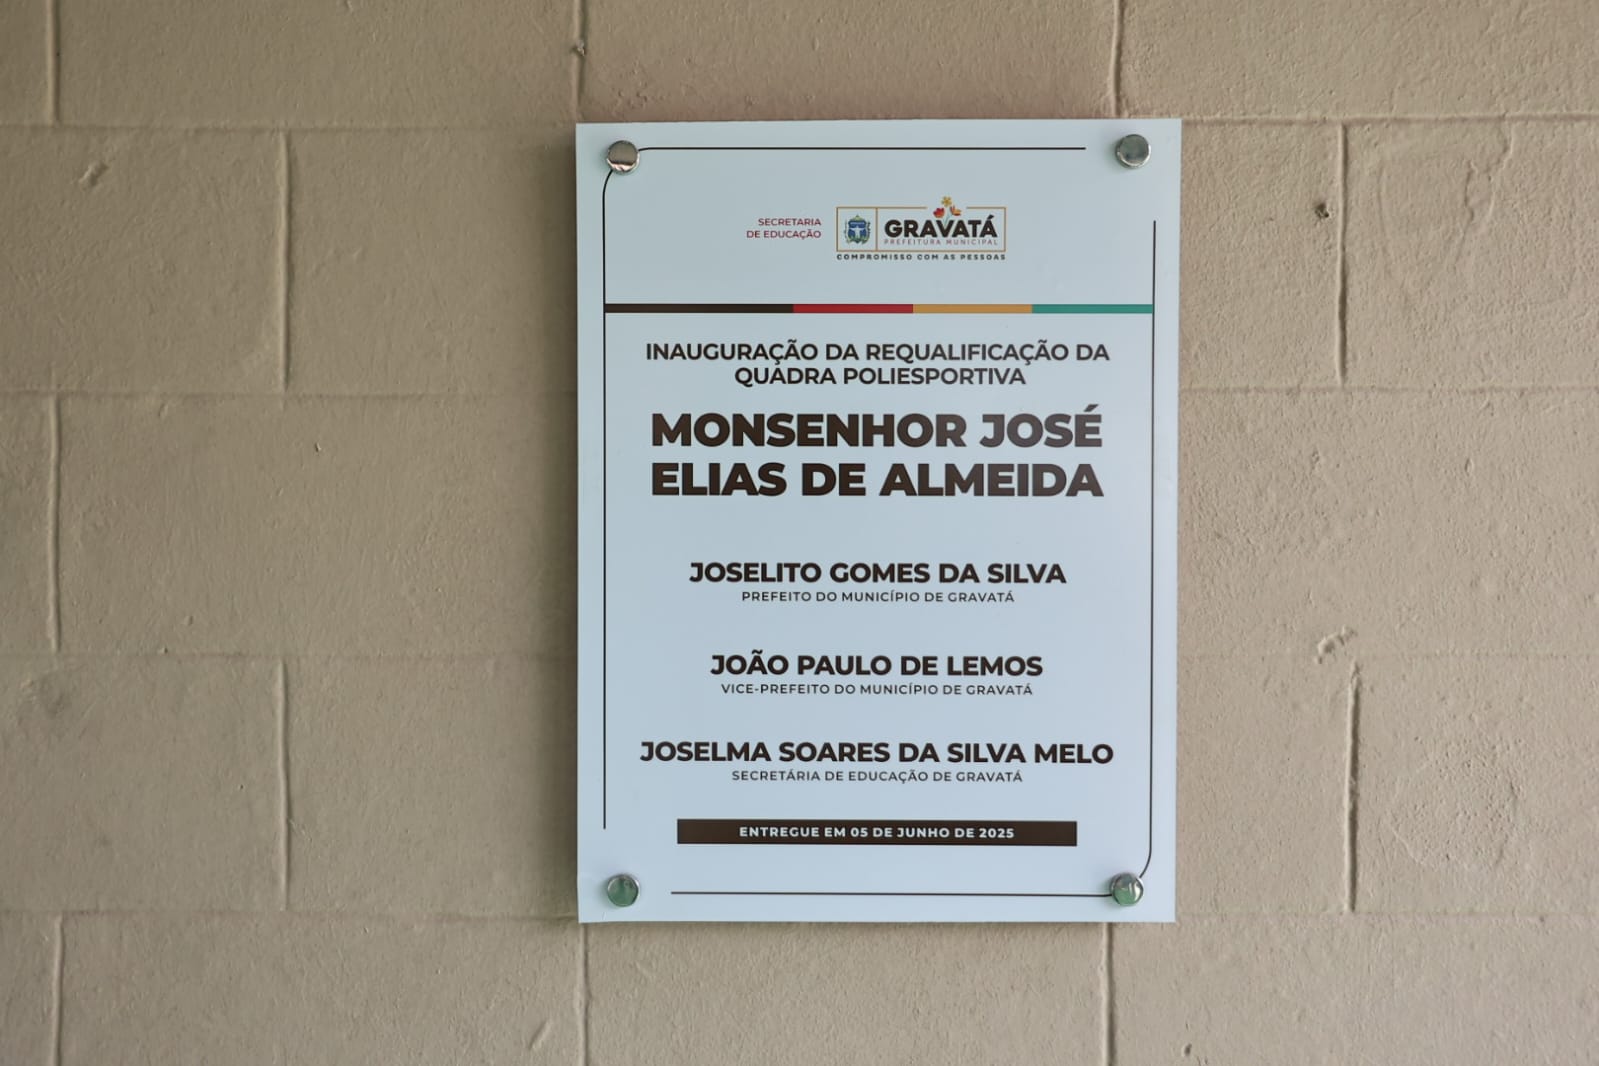 SECRETARIA
DE EDUCAÇÃO
GRAVATÁ
PREFEITURA MUNICIPAL
COMPROMISSO COM AS PESSOAS
INAUGURAÇÃO DA REQUALIFICAÇÃO DA
QUADRA POLIESPORTIVA
MONSENHOR JOSÉ
ELIAS DE ALMEIDA
JOSELITO GOMES DA SILVA
PREFEITO DO MUNICÍPIO DE GRAVATÁ
JOÃO PAULO DE LEMOS
VICE-PREFEITO DO MUNICÍPIO DE GRAVATÁ
JOSELMA SOARES DA SILVA MELO
SECRETÁRIA DE EDUCAÇÃO DE GRAVATÁ
ENTREGUE EM 05 DE JUNHO DE 2025